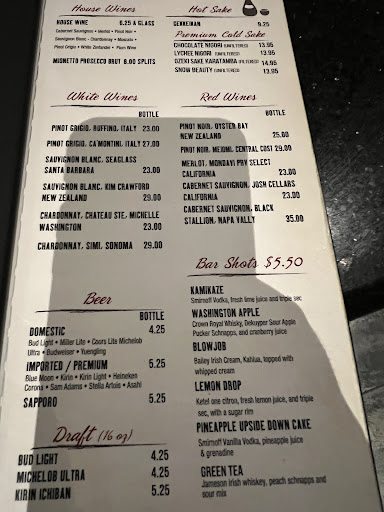 House Wines
HOUSE WINE 6.25 A GLASS
Cabernet Sauvignon • Merlot • Pinot Noir •
Sauvignon Blanc • Chardonnay • Moscato •
Pinot Grigio • White Zinfandel • Plum Wine
MIONETTO PROSECCO BRUT 8.00 SPLITS
Hot Sake
GEKKEIKAN 9.25
Premium Cold Sake
CHOCOLATE NIGORI (UNFILTERED) 13.95
LYCHEE NIGORI (UNFILTERED) 13.95
OZEKI SAKE KARATAMBA (FILTERED) 14.95
SNOW BEAUTY (UNFILTERED) 13.95
White Wines
BOTTLE
PINOT GRIGIO, RUFFINO, ITALY 23.00
PINOT GRIGIO, CA'MONTINI, ITALY 27.00
SAUVIGNON BLANC, SEAGLASS
SANTA BARBARA 23.00
SAUVIGNON BLANC, KIM CRAWFORD
NEW ZEALAND 29.00
CHARDONNAY, CHATEAU STE, MICHELLE
WASHINGTON 23.00
CHARDONNAY, SIMI, SONOMA 29.00
Red Wines
BOTTLE
PINOT NOIR, OYSTER BAY
NEW ZEALAND 25.00
PINOT NOIR, MEIOMI, CENTRAL COST 29.00
MERLOT, MONDAVI PRV SELECT
CALIFORNIA 23.00
CABERNET SAUVIGNON, JOSH CELLARS
CALIFORNIA 23.00
CABERNET SAUVIGNON, BLACK
STALLION, NAPA VALLY 35.00
Beer
BOTTLE
DOMESTIC 4.25
Bud Light • Miller Lite • Coors Lite Michelob
Ultra • Budweiser • Yuengling
IMPORTED / PREMIUM 5.25
Blue Moon • Kirin • Kirin Light • Heineken
Corona • Sam Adams • Stella Artois • Asahi
SAPPORO 5.25
Draft (16 oz)
BUD LIGHT 4.25
MICHELOB ULTRA 4.25
KIRIN ICHIBAN 5.25
Bar Shots $5.50
KAMIKAZE
Smirnoff Vodka, fresh lime juice and triple sec
WASHINGTON APPLE
Crown Royal Whisky, Dekuyper Sour Apple
Pucker Schnapps, and cranberry juice
BLOWJOB
Bailey Irish Cream, Kahlua, topped with
whipped cream
LEMON DROP
Ketel one citron, fresh lemon juice, and triple
sec, with a sugar rim
PINEAPPLE UPSIDE DOWN CAKE
Smirnoff Vanilla Vodka, pineapple juice
& grenadine
GREEN TEA
Jameson irish whiskey, peach schnapps and
sour mix